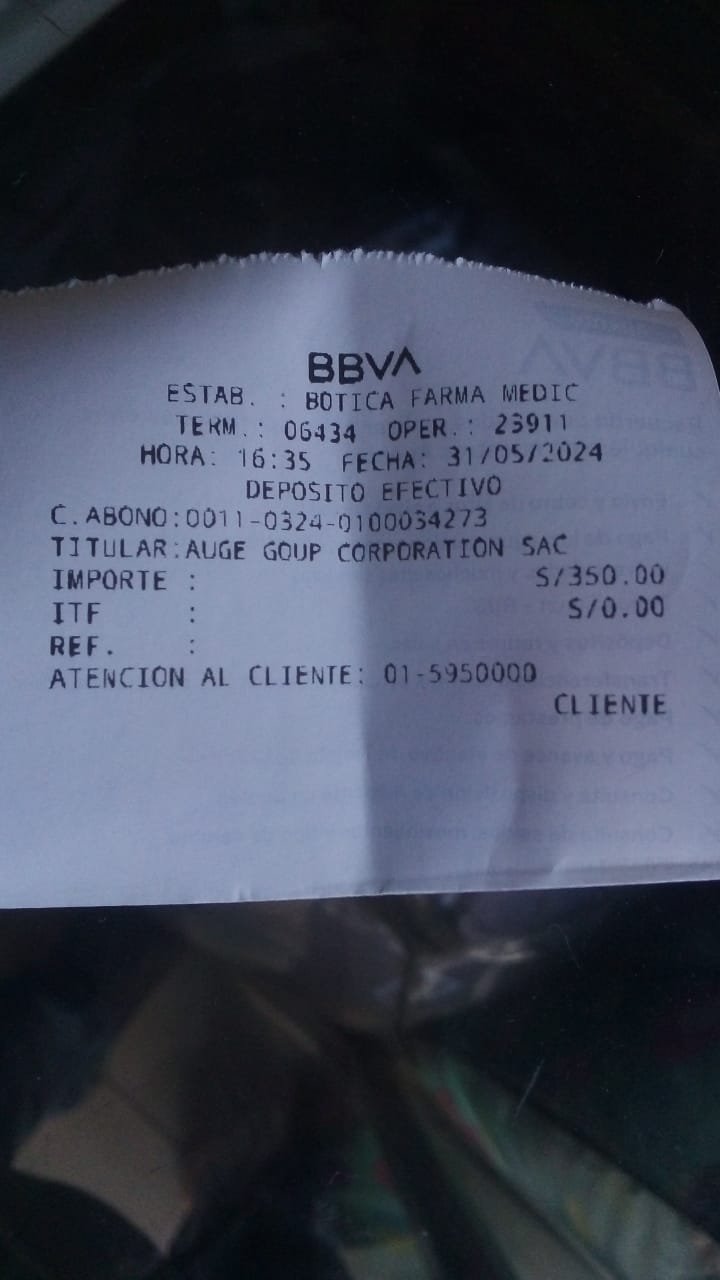 BBVA
ESTAB. : BOTICA FARMA MEDIC
TERM.: 06434 OPER.: 23911
HORA: 16:35 FECHA: 31/05/2024
DEPOSITO EFECTIVO
C.ABONO:0011-0324-0100034273
TITULAR:AUGE GOUP CORPORATION SAC
IMPORTE : S/350.00
ITF : S/0.00
REF. :
ATENCION AL CLIENTE: 01-5950000
CLIENTE